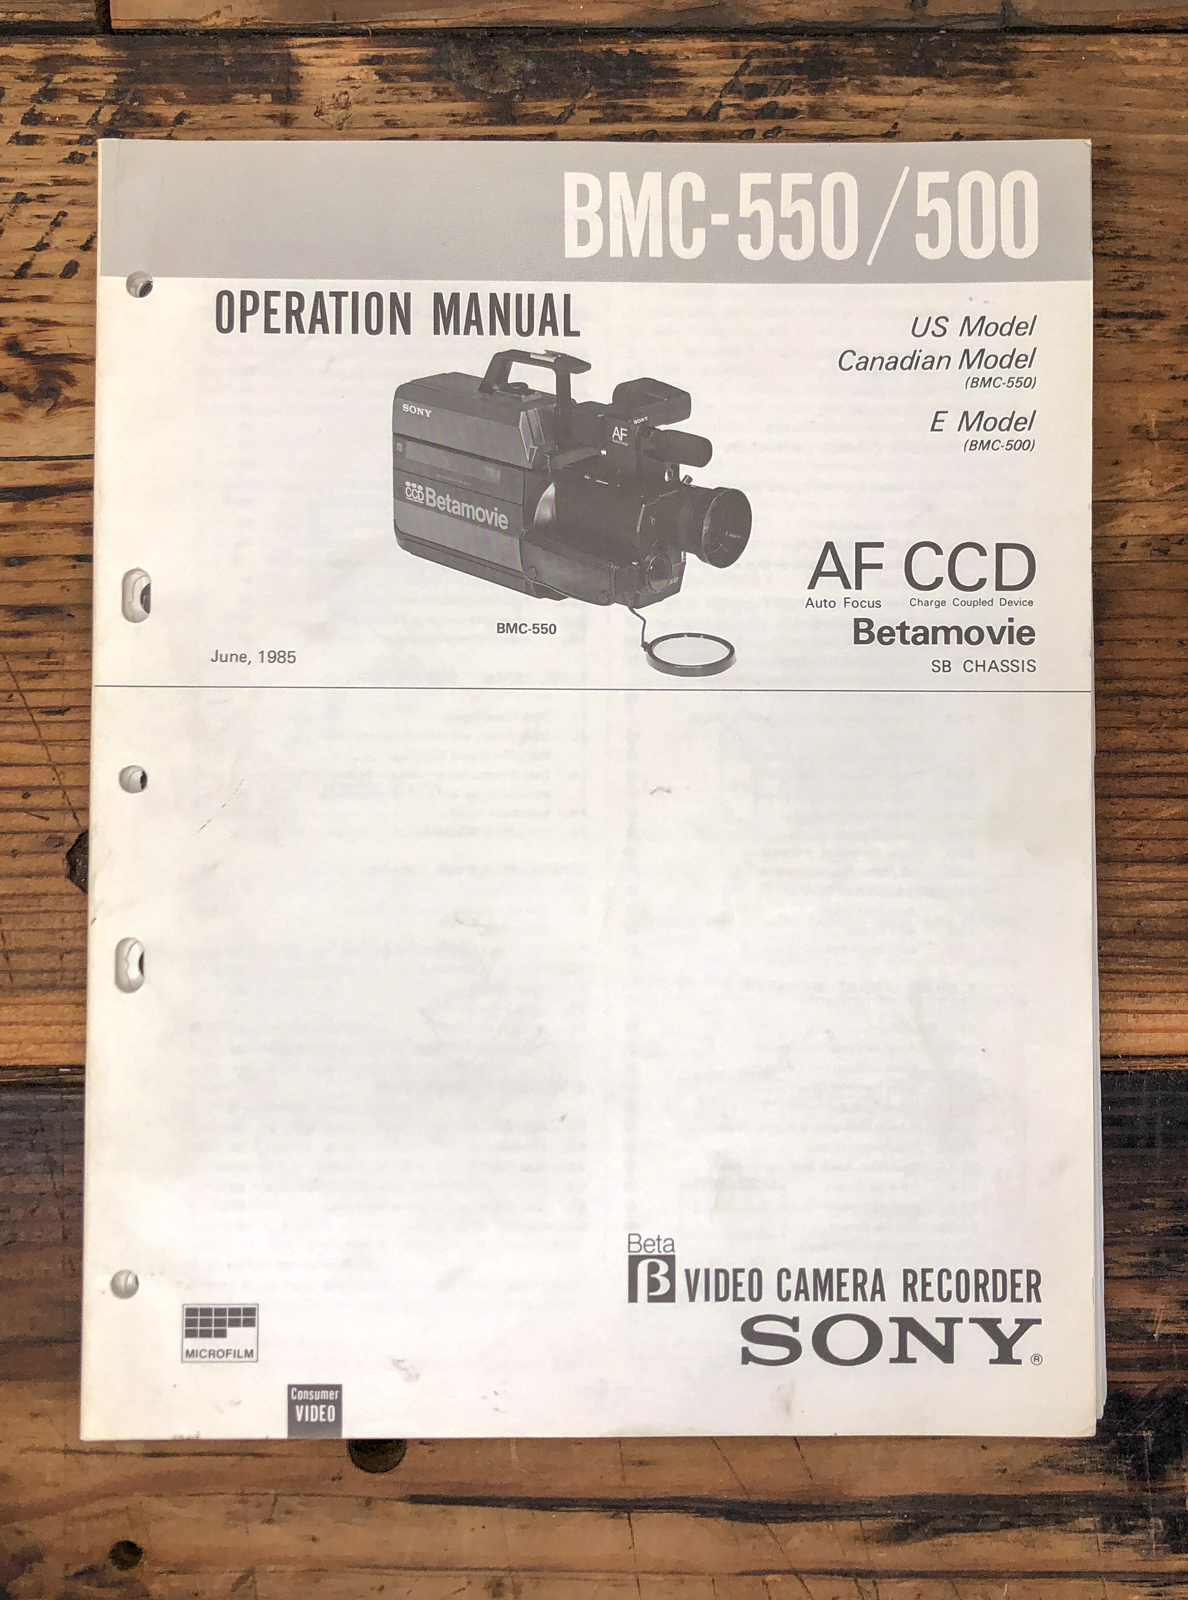 BMC-550/500
OPERATION MANUAL
US Model
Canadian Model
(BMC-550)
E Model
(BMC-500)
SONY
SONY
AF
CCD Betamovie
AF CCD
Auto Focus Charge Coupled Device
Betamovie
SB CHASSIS
BMC-550
June, 1985
Beta
β VIDEO CAMERA RECORDER
SONY®
MICROFILM
Consumer
VIDEO